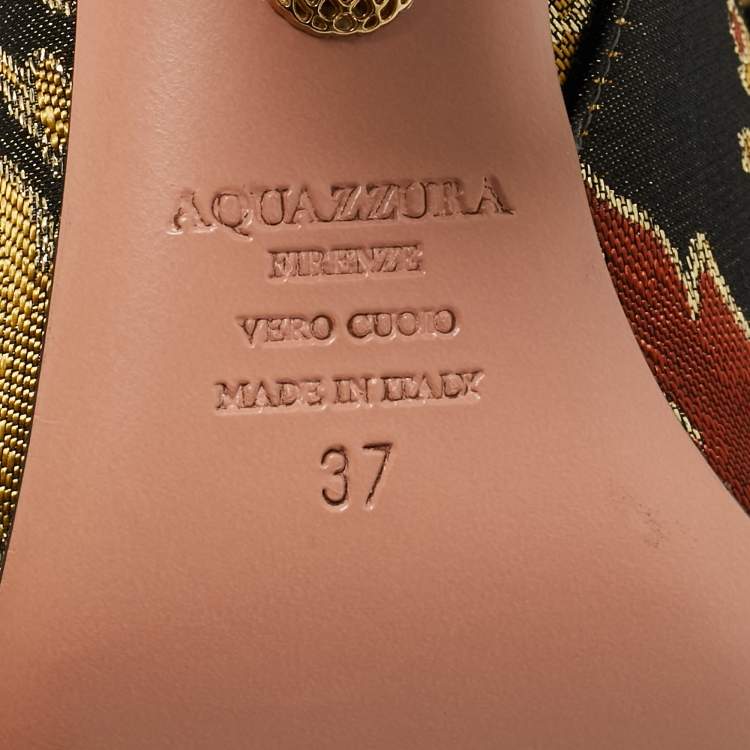 AQUAZZURA
FIRENZE
VERO CUOIO
MADE IN ITALY
37